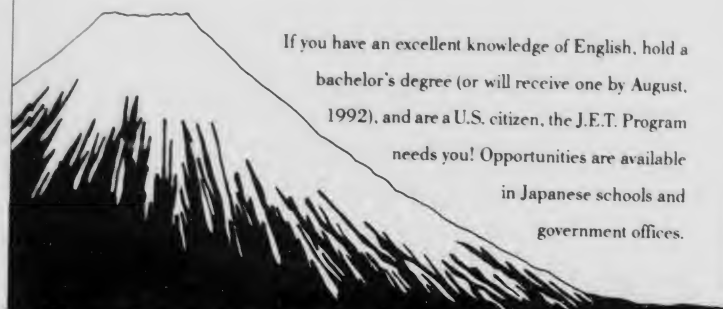 If you have an excellent knowledge of English, hold a
bachelor's degree (or will receive one by August,
1992), and are a U.S. citizen, the J.E.T. Program
needs you! Opportunities are available
in Japanese schools and
government offices.